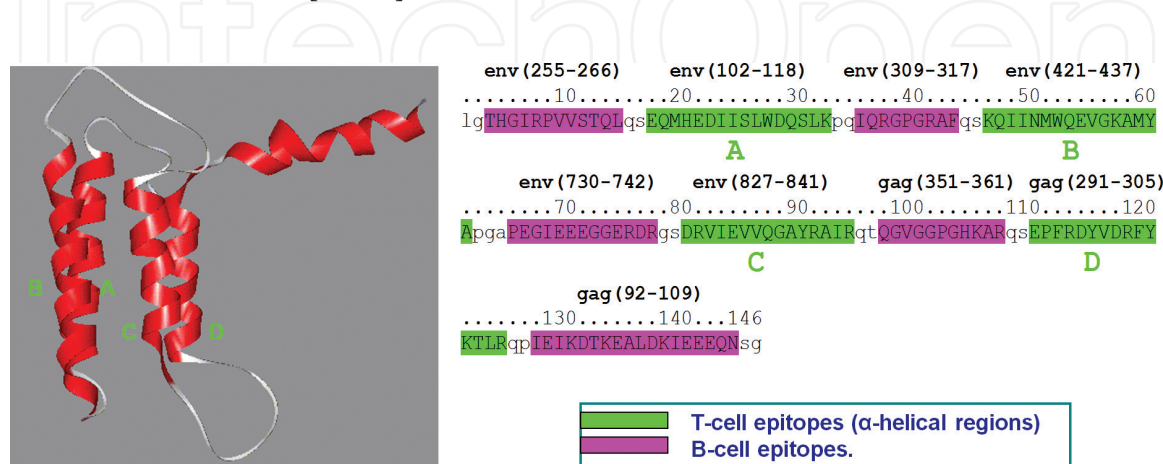 IntechOpen
env(255-266) env(102-118) env(309-317) env(421-437)
........10........20........30........40........50........60
lgTHGIRPVVSTQLqsEQMHEDIISLWDQSLKpqIQRGPGRAFqsKQIINMWQEVGKAMY
A B
env(730-742) env(827-841) gag(351-361) gag(291-305)
........70........80........90.......100.......110.......120
ApgaPEGIEEEGGERDRgsDRVIEVVQGAYRAIRqtQGVGGPGHKARqsEPFRDYVDRFY
C D
gag(92-109)
.......130.......140...146
KTLRqpIEIKDTKEALDKIEEEQNsg
B A
C D
T-cell epitopes (α-helical regions)
B-cell epitopes.